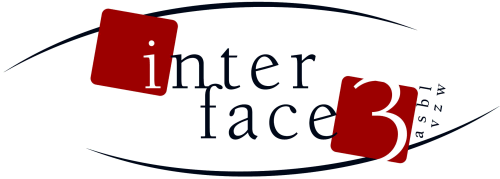 inter
face3
asbl
vzw